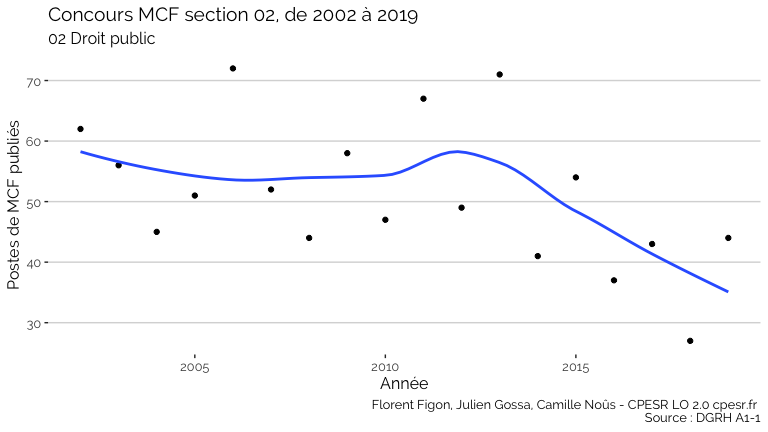 Concours MCF section 02, de 2002 à 2019
02 Droit public
Postes de MCF publiés
70
60
50
40
30
2005 2010 2015
Année
Florent Figon, Julien Gossa, Camille Noûs - CPESR LO 2.0 cpesr.fr
Source : DGRH A1-1